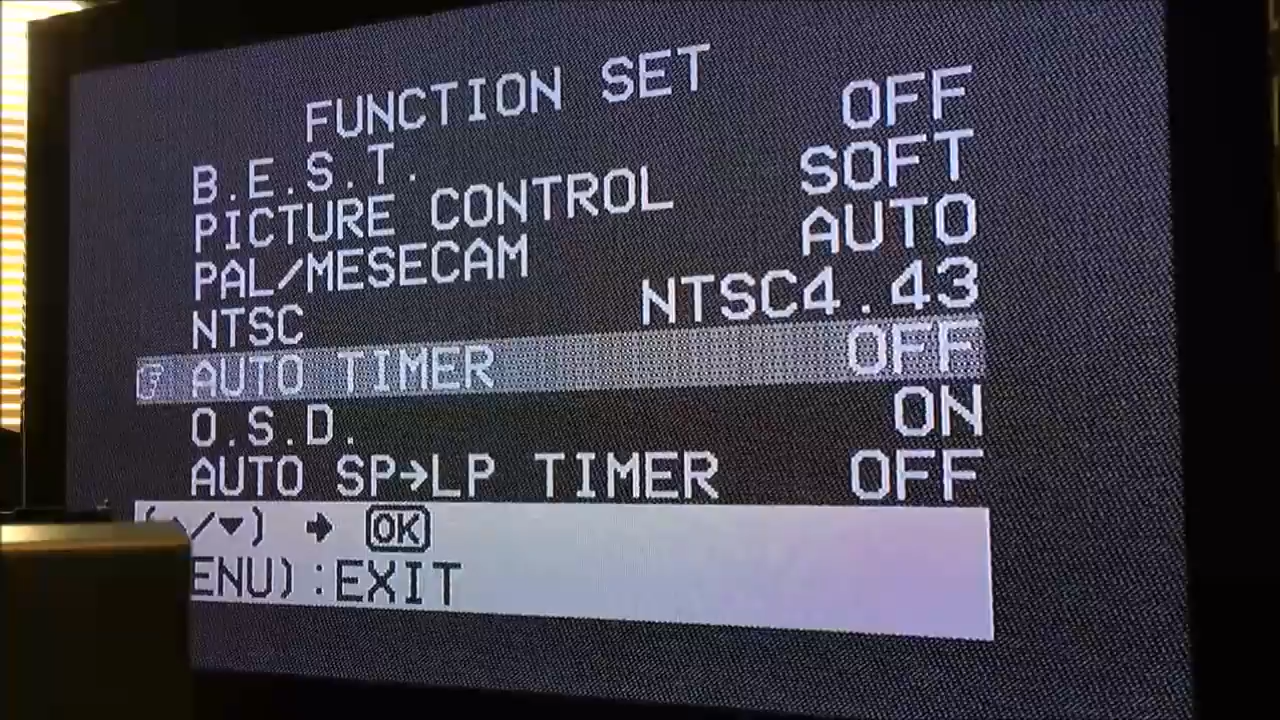 FUNCTION SET
B.E.S.T. OFF
PICTURE CONTROL SOFT
PAL/MESECAM AUTO
NTSC NTSC4.43
☞ AUTO TIMER OFF
O.S.D. ON
AUTO SP→LP TIMER OFF
/▼) → OK
ENU):EXIT